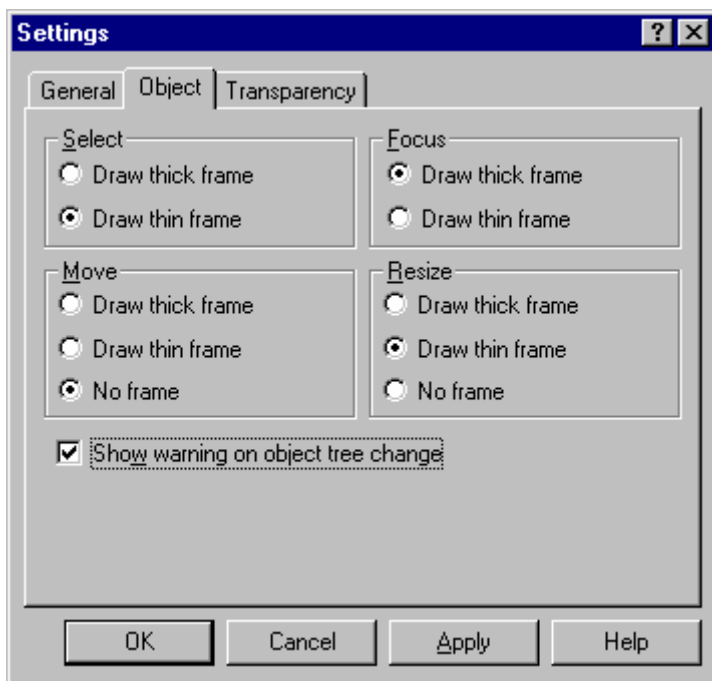 Settings
General Object Transparency
Select
Draw thick frame
Draw thin frame
Focus
Draw thick frame
Draw thin frame
Move
Draw thick frame
Draw thin frame
No frame
Resize
Draw thick frame
Draw thin frame
No frame
Show warning on object tree change
OK Cancel Apply Help